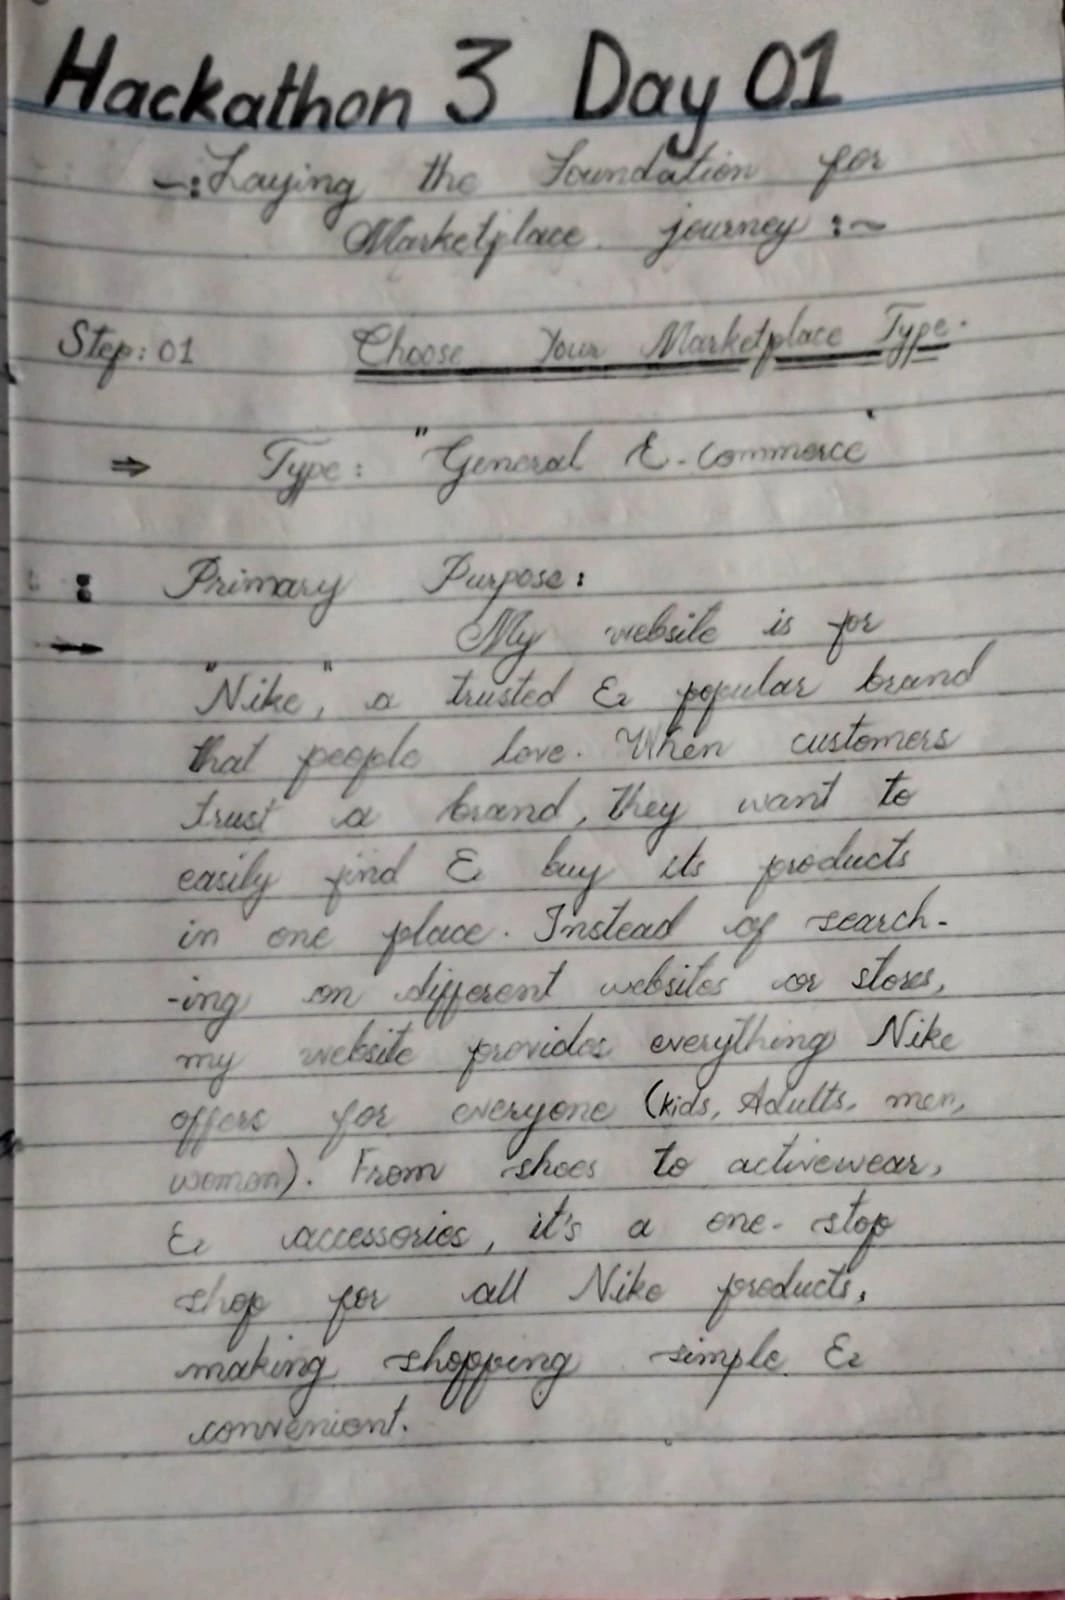 Hackathon 3 Day 01
~:Laying the Foundation for
Marketplace journey :~
Step: 01 Choose Your Marketplace Type.
⇒ Type: "General E-Commerce"
: Primary Purpose:
→ My website is for
"Nike", a trusted & popular brand
that people love. When customers
trust a brand, they want to
easily find & buy its products
in one place. Instead of search-
-ing on different websites or stores,
my website provides everything Nike
offers for everyone (kids, Adults, men,
women). From shoes to activewear,
& accessories, it's a one-stop
shop for all Nike products,
making shopping simple &
convenient.